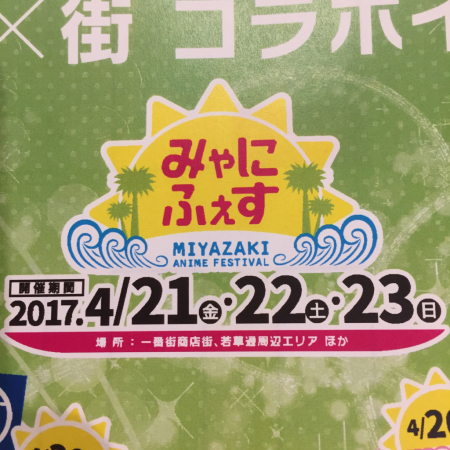 ×街 コラボイ
みゃに
ふぇす
MIYAZAKI
ANIME FESTIVAL
開催期間
2017.4/21金・22土・23日
場所：一番街商店街、若草通周辺エリア ほか
4/20